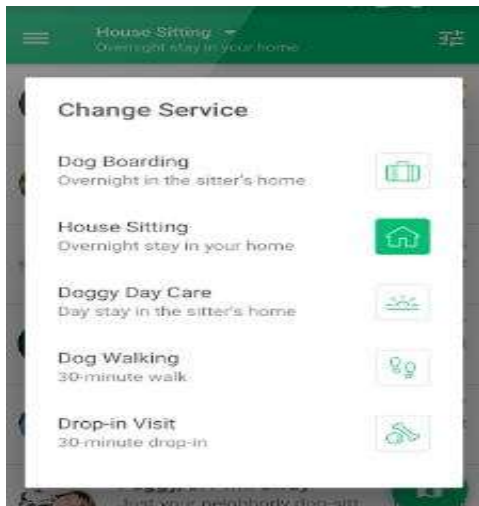 House Sitting
Overnight stay in your home
Change Service
Dog Boarding
Overnight in the sitter's home
House Sitting
Overnight stay in your home
Doggy Day Care
Day stay in the sitter's home
Dog Walking
30-minute walk
Drop-in Visit
30-minute drop-in
Just your neighborly dog-sitt